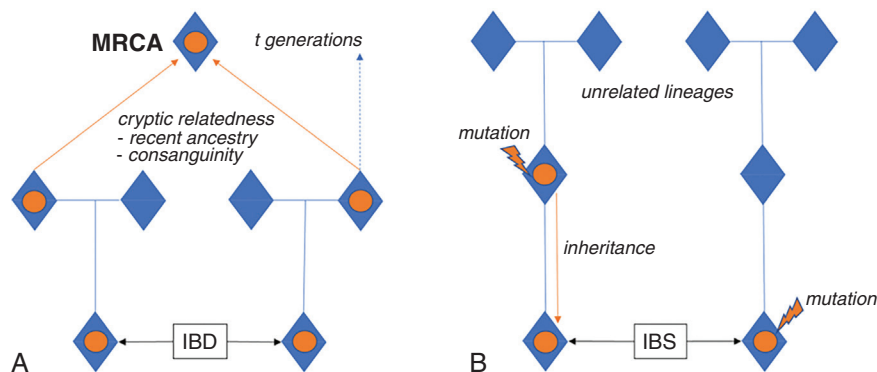 MRCA
t generations
cryptic relatedness
- recent ancestry
- consanguinity
IBD
A
unrelated lineages
mutation
inheritance
mutation
IBS
B